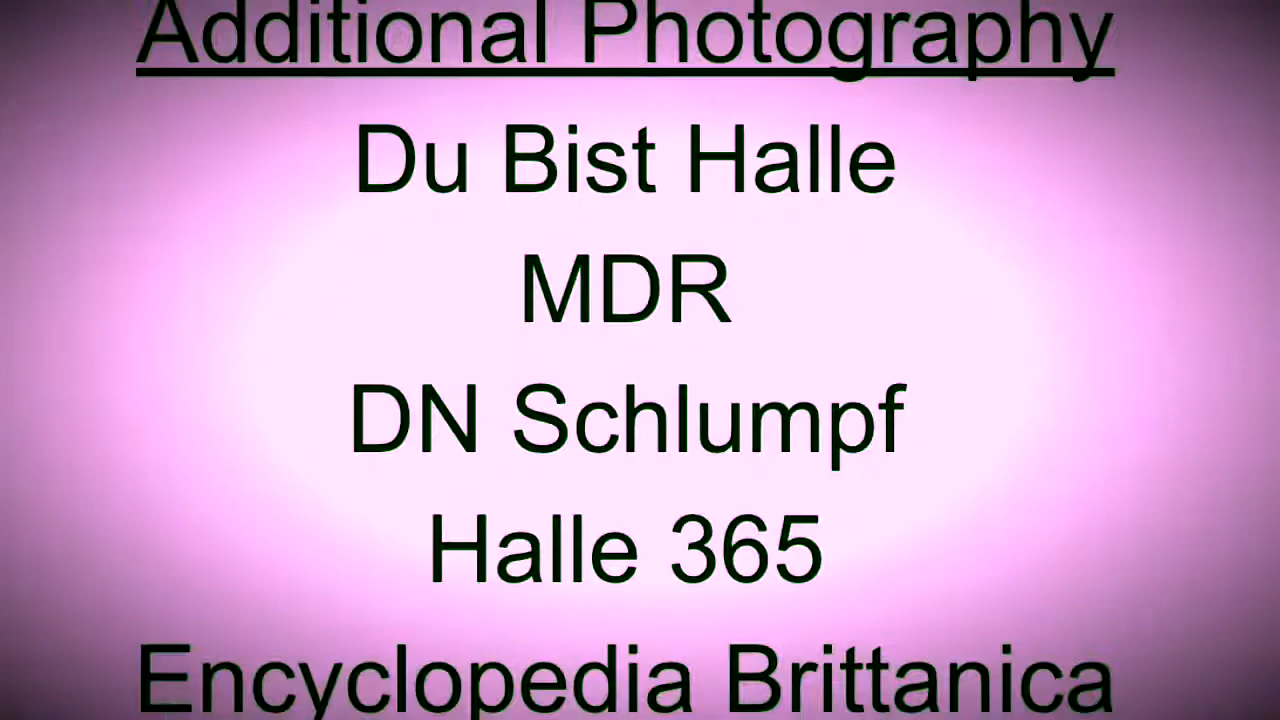 Additional Photography
Du Bist Halle
MDR
DN Schlumpf
Halle 365
Encyclopedia Brittanica